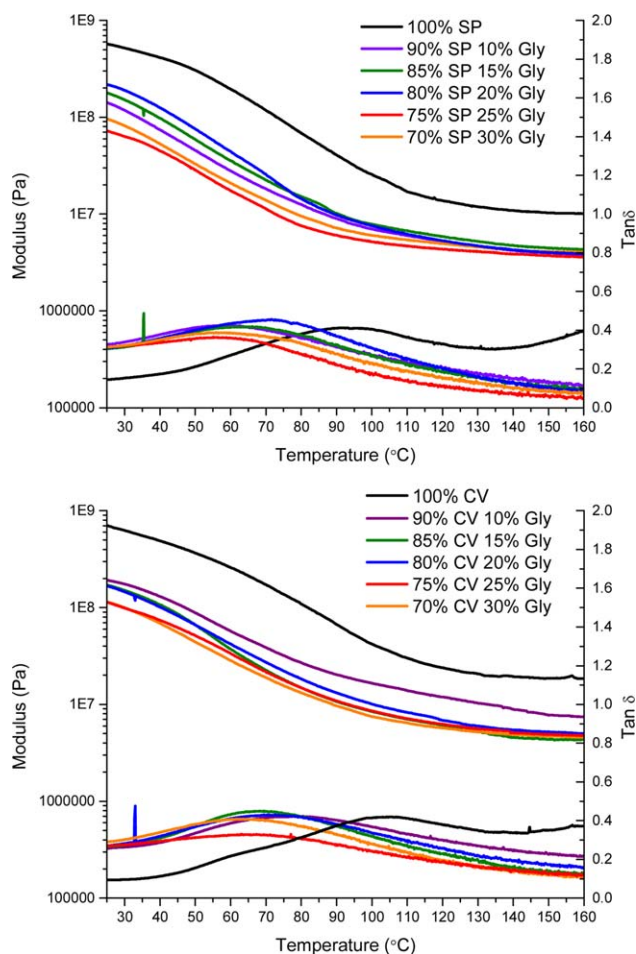 1E9
1E8
1E7
1000000
100000
Modulus (Pa)
100% SP
90% SP 10% Gly
85% SP 15% Gly
80% SP 20% Gly
75% SP 25% Gly
70% SP 30% Gly
2.0
1.8
1.6
1.4
1.2
1.0
0.8
0.6
0.4
0.2
0.0
Tanδ
30 40 50 60 70 80 90 100 110 120 130 140 150 160
Temperature (°C)
1E9
1E8
1E7
1000000
100000
Modulus (Pa)
100% CV
90% CV 10% Gly
85% CV 15% Gly
80% CV 20% Gly
75% CV 25% Gly
70% CV 30% Gly
2.0
1.8
1.6
1.4
1.2
1.0
0.8
0.6
0.4
0.2
0.0
Tan δ
30 40 50 60 70 80 90 100 110 120 130 140 150 160
Temperature (°C)